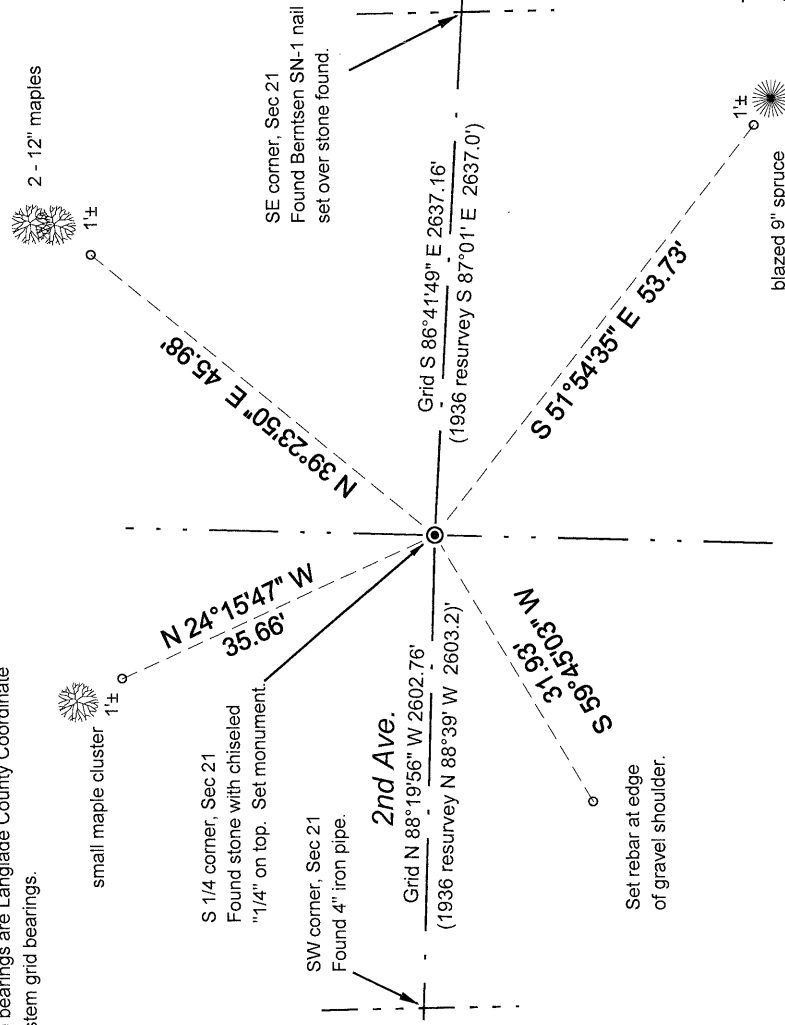 bearings are Langlade County Coordinate
stem grid bearings.
2 - 12" maples
1'±
small maple cluster
1'±
N 39°23'50" E 45.98'
N 24°15'47" W
35.66'
SE corner, Sec 21
Found Berntsen SN-1 nail
set over stone found.
S 1/4 corner, Sec 21
Found stone with chiseled
"1/4" on top. Set monument.
SW corner, Sec 21
Found 4" iron pipe.
2nd Ave.
Grid N 88°19'56" W 2602.76'
(1936 resurvey N 88°39' W 2603.2)'
Grid S 86°41'49" E 2637.16'
(1936 resurvey S 87°01' E 2637.0')
31.93'
S 59°45'03" W
Set rebar at edge
of gravel shoulder.
S 51°54'35" E 53.73'
1'±
blazed 9" spruce